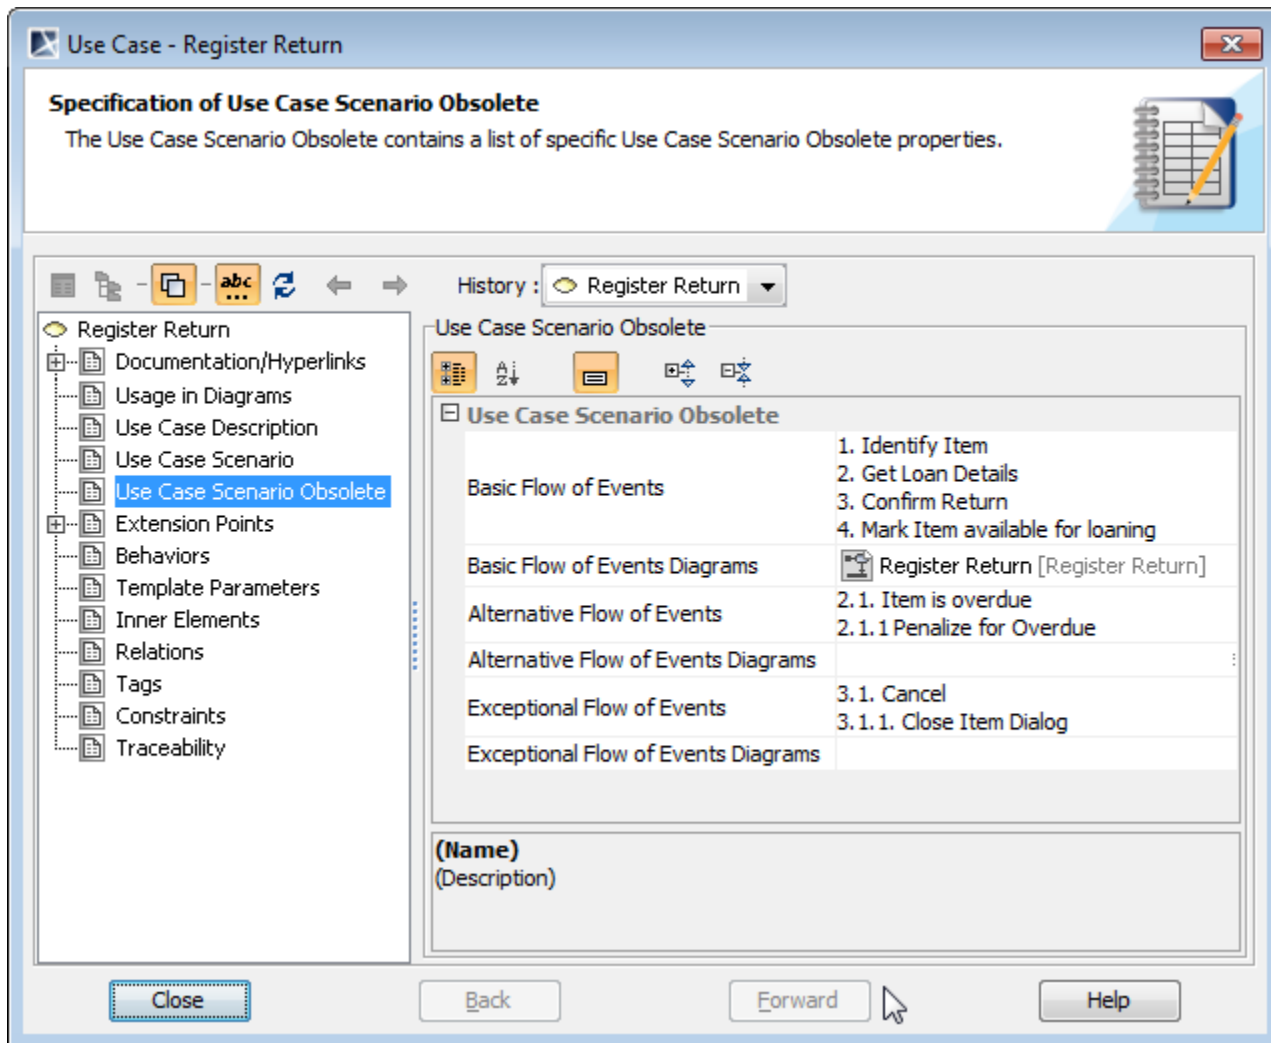 Use Case - Register Return
Specification of Use Case Scenario Obsolete
The Use Case Scenario Obsolete contains a list of specific Use Case Scenario Obsolete properties.
abc
History : Register Return
Register Return
Documentation/Hyperlinks
Usage in Diagrams
Use Case Description
Use Case Scenario
Use Case Scenario Obsolete
Extension Points
Behaviors
Template Parameters
Inner Elements
Relations
Tags
Constraints
Traceability
Use Case Scenario Obsolete
A
Z
Use Case Scenario Obsolete
Basic Flow of Events
1. Identify Item
2. Get Loan Details
3. Confirm Return
4. Mark Item available for loaning
Basic Flow of Events Diagrams
Register Return [Register Return]
Alternative Flow of Events
2.1. Item is overdue
2.1.1 Penalize for Overdue
Alternative Flow of Events Diagrams
Exceptional Flow of Events
3.1. Cancel
3.1.1. Close Item Dialog
Exceptional Flow of Events Diagrams
(Name)
(Description)
Close
Back
Forward
Help